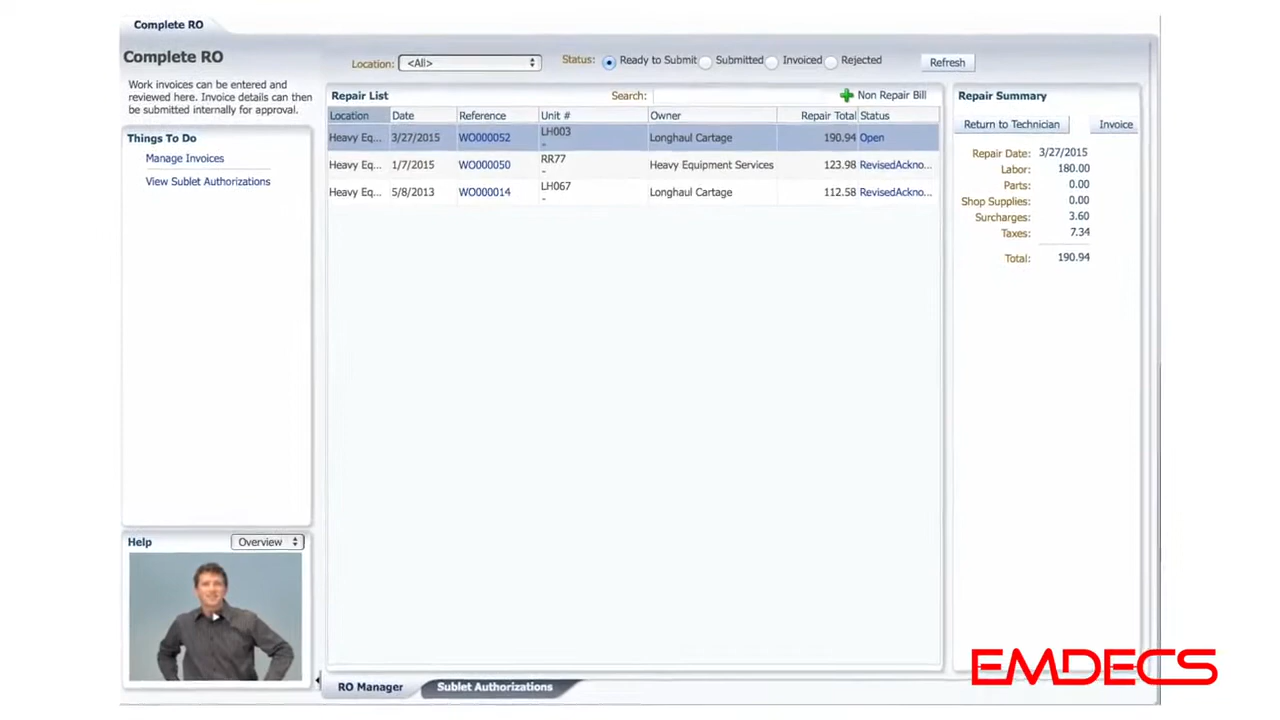 Complete RO
Complete RO
Work invoices can be entered and
reviewed here. Invoice details can then
be submitted internally for approval.
Location: <All> Status: Ready to Submit Submitted Invoiced Rejected Refresh
Things To Do
Manage Invoices
View Sublet Authorizations
Repair List Search: Non Repair Bill
Location Date Reference Unit # Owner Repair Total Status
Heavy Eq... 3/27/2015 WO000052 LH003 Longhaul Cartage 190.94 Open
-
Heavy Eq... 1/7/2015 WO000050 RR77 Heavy Equipment Services 123.98 RevisedAckno...
-
Heavy Eq... 5/8/2013 WO000014 LH067 Longhaul Cartage 112.58 RevisedAckno...
-
Repair Summary
Return to Technician Invoice
Repair Date: 3/27/2015
Labor: 180.00
Parts: 0.00
Shop Supplies: 0.00
Surcharges: 3.60
Taxes: 7.34
Total: 190.94
Help Overview
RO Manager Sublet Authorizations
EMDECS